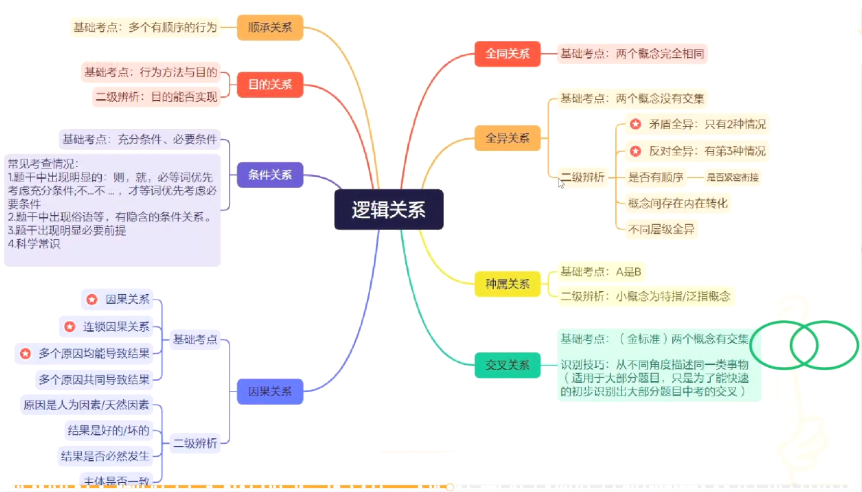 逻辑关系
顺承关系
基础考点：多个有顺序的行为
目的关系
基础考点：行为方法与目的
二级辨析：目的能否实现
条件关系
基础考点：充分条件、必要条件
常见考查情况：
1.题干中出现明显的：则，就，必等词优先
考虑充分条件;不...不 ... ，才等词优先考虑必
要条件
2.题干中出现俗语等，有隐含的条件关系。
3.题干出现明显必要前提
4.科学常识
因果关系
基础考点
因果关系
连锁因果关系
多个原因均能导致结果
多个原因共同导致结果
二级辨析
原因是人为因素/天然因素
结果是好的/坏的
结果是否必然发生
主体是否一致
全同关系
基础考点：两个概念完全相同
全异关系
基础考点：两个概念没有交集
二级辨析
矛盾全异：只有2种情况
反对全异：有第3种情况
是否有顺序
是否紧密衔接
概念间存在内在转化
不同层级全异
种属关系
基础考点：A是B
二级辨析：小概念为特指/泛指概念
交叉关系
基础考点：（金标准）两个概念有交集
识别技巧：从不同角度描述同一类事物
（适用于大部分题目，只是为了能快速
的初步识别出大部分题目中考的交叉）